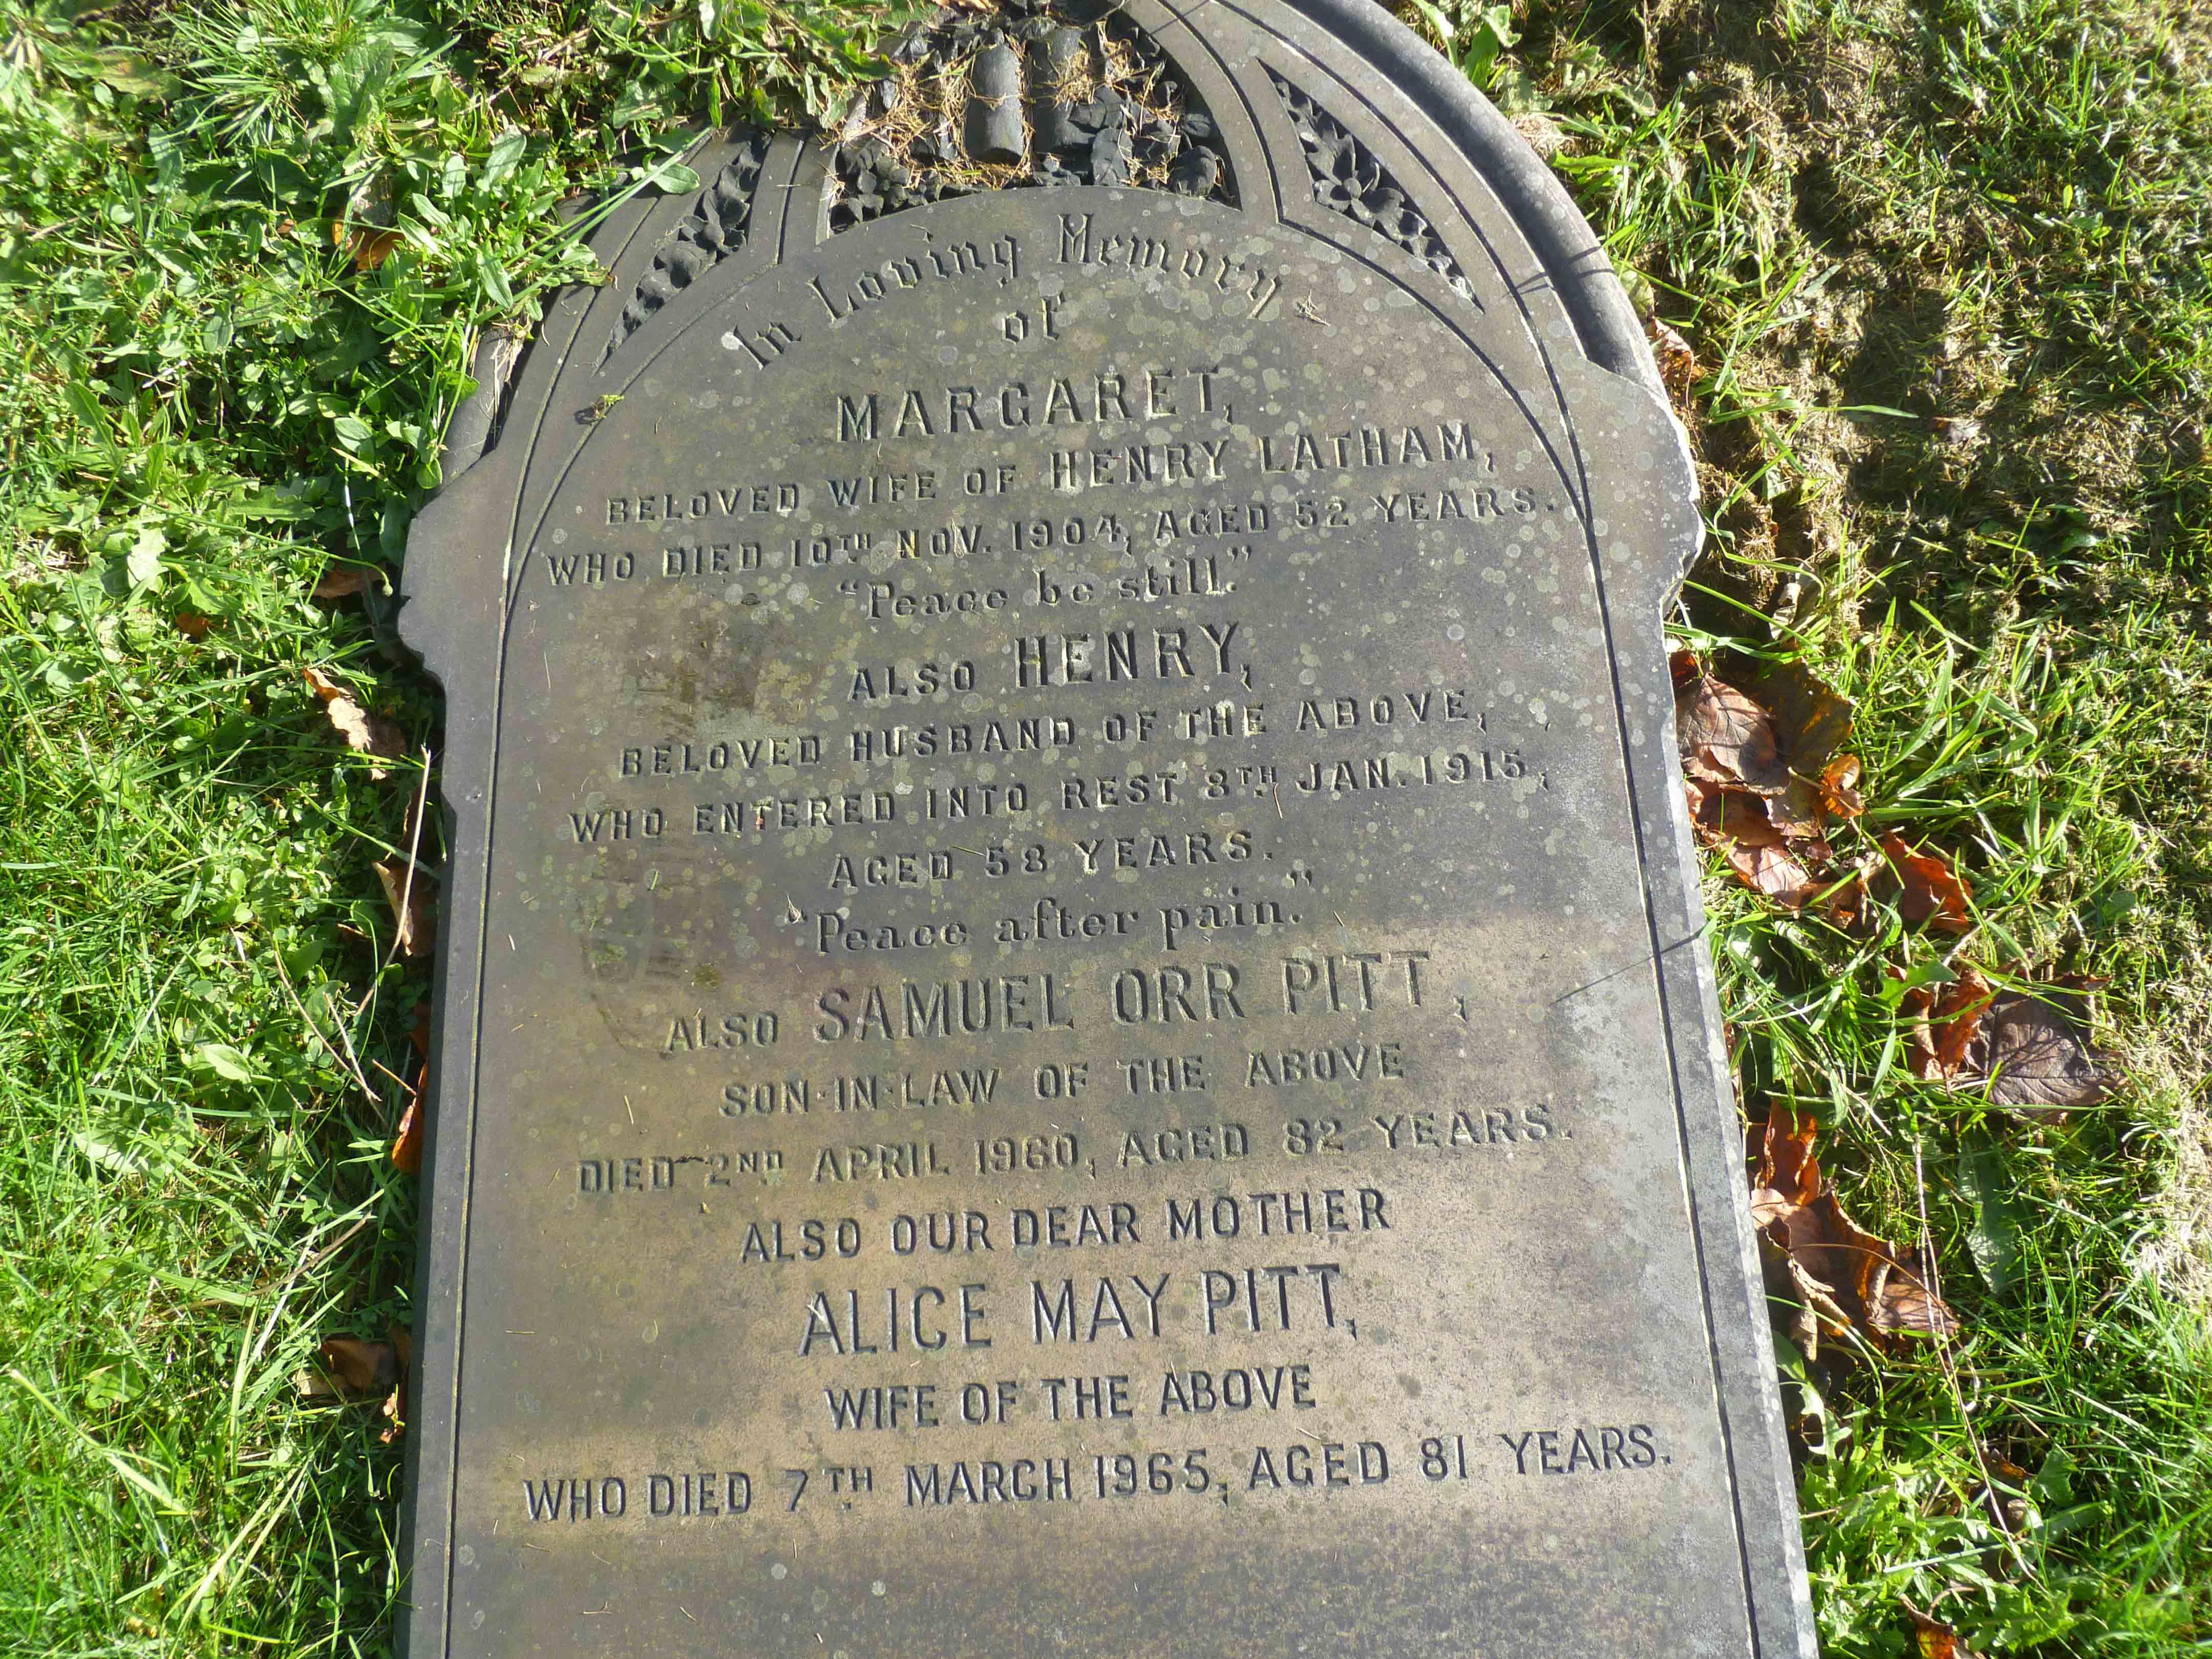 In Loving Memory
of
MARGARET,
BELOVED WIFE OF HENRY LATHAM,
WHO DIED 10TH NOV. 1904, AGED 52 YEARS.
"Peace be still."
ALSO HENRY,
BELOVED HUSBAND OF THE ABOVE,
WHO ENTERED INTO REST 8TH JAN. 1915,
AGED 58 YEARS.
"Peace after pain."
ALSO SAMUEL ORR PITT,
SON-IN-LAW OF THE ABOVE
DIED 2ND APRIL 1960, AGED 82 YEARS.
ALSO OUR DEAR MOTHER
ALICE MAY PITT,
WIFE OF THE ABOVE
WHO DIED 7TH MARCH 1965, AGED 81 YEARS.